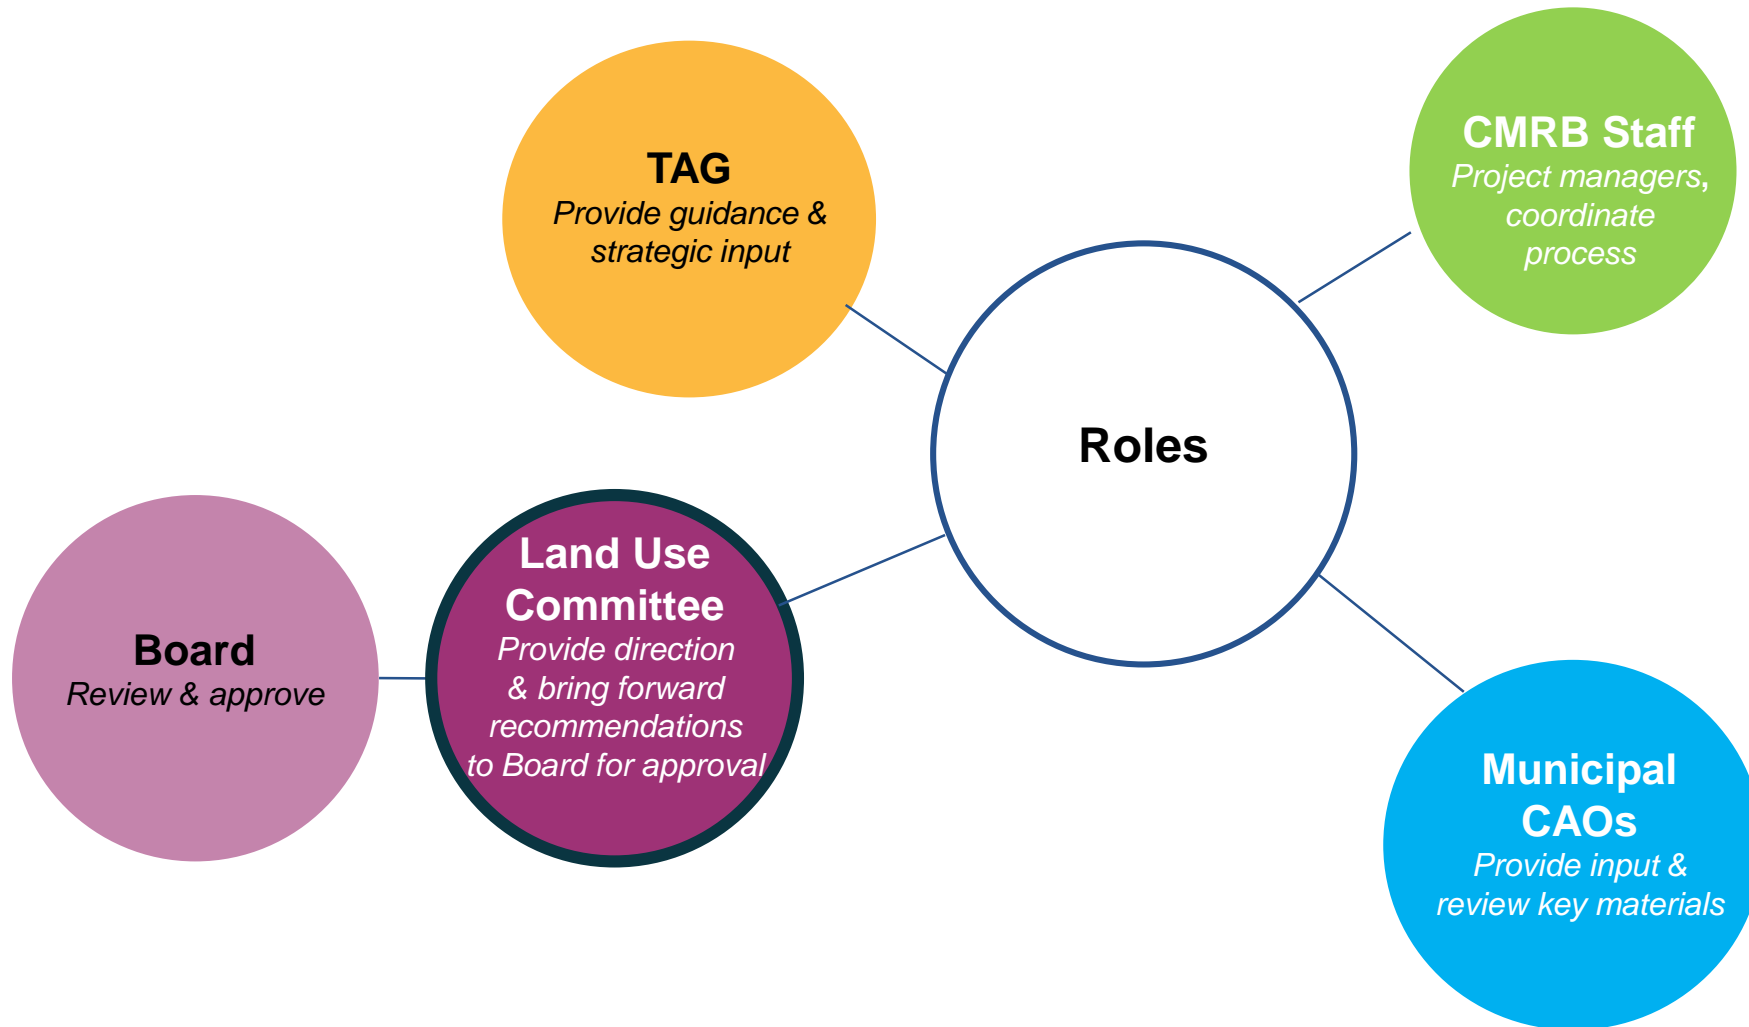 TAG
Provide guidance &
strategic input
CMRB Staff
Project managers,
coordinate
process
Roles
Land Use
Committee
Provide direction
& bring forward
recommendations
to Board for approval
Board
Review & approve
Municipal
CAOs
Provide input &
review key materials